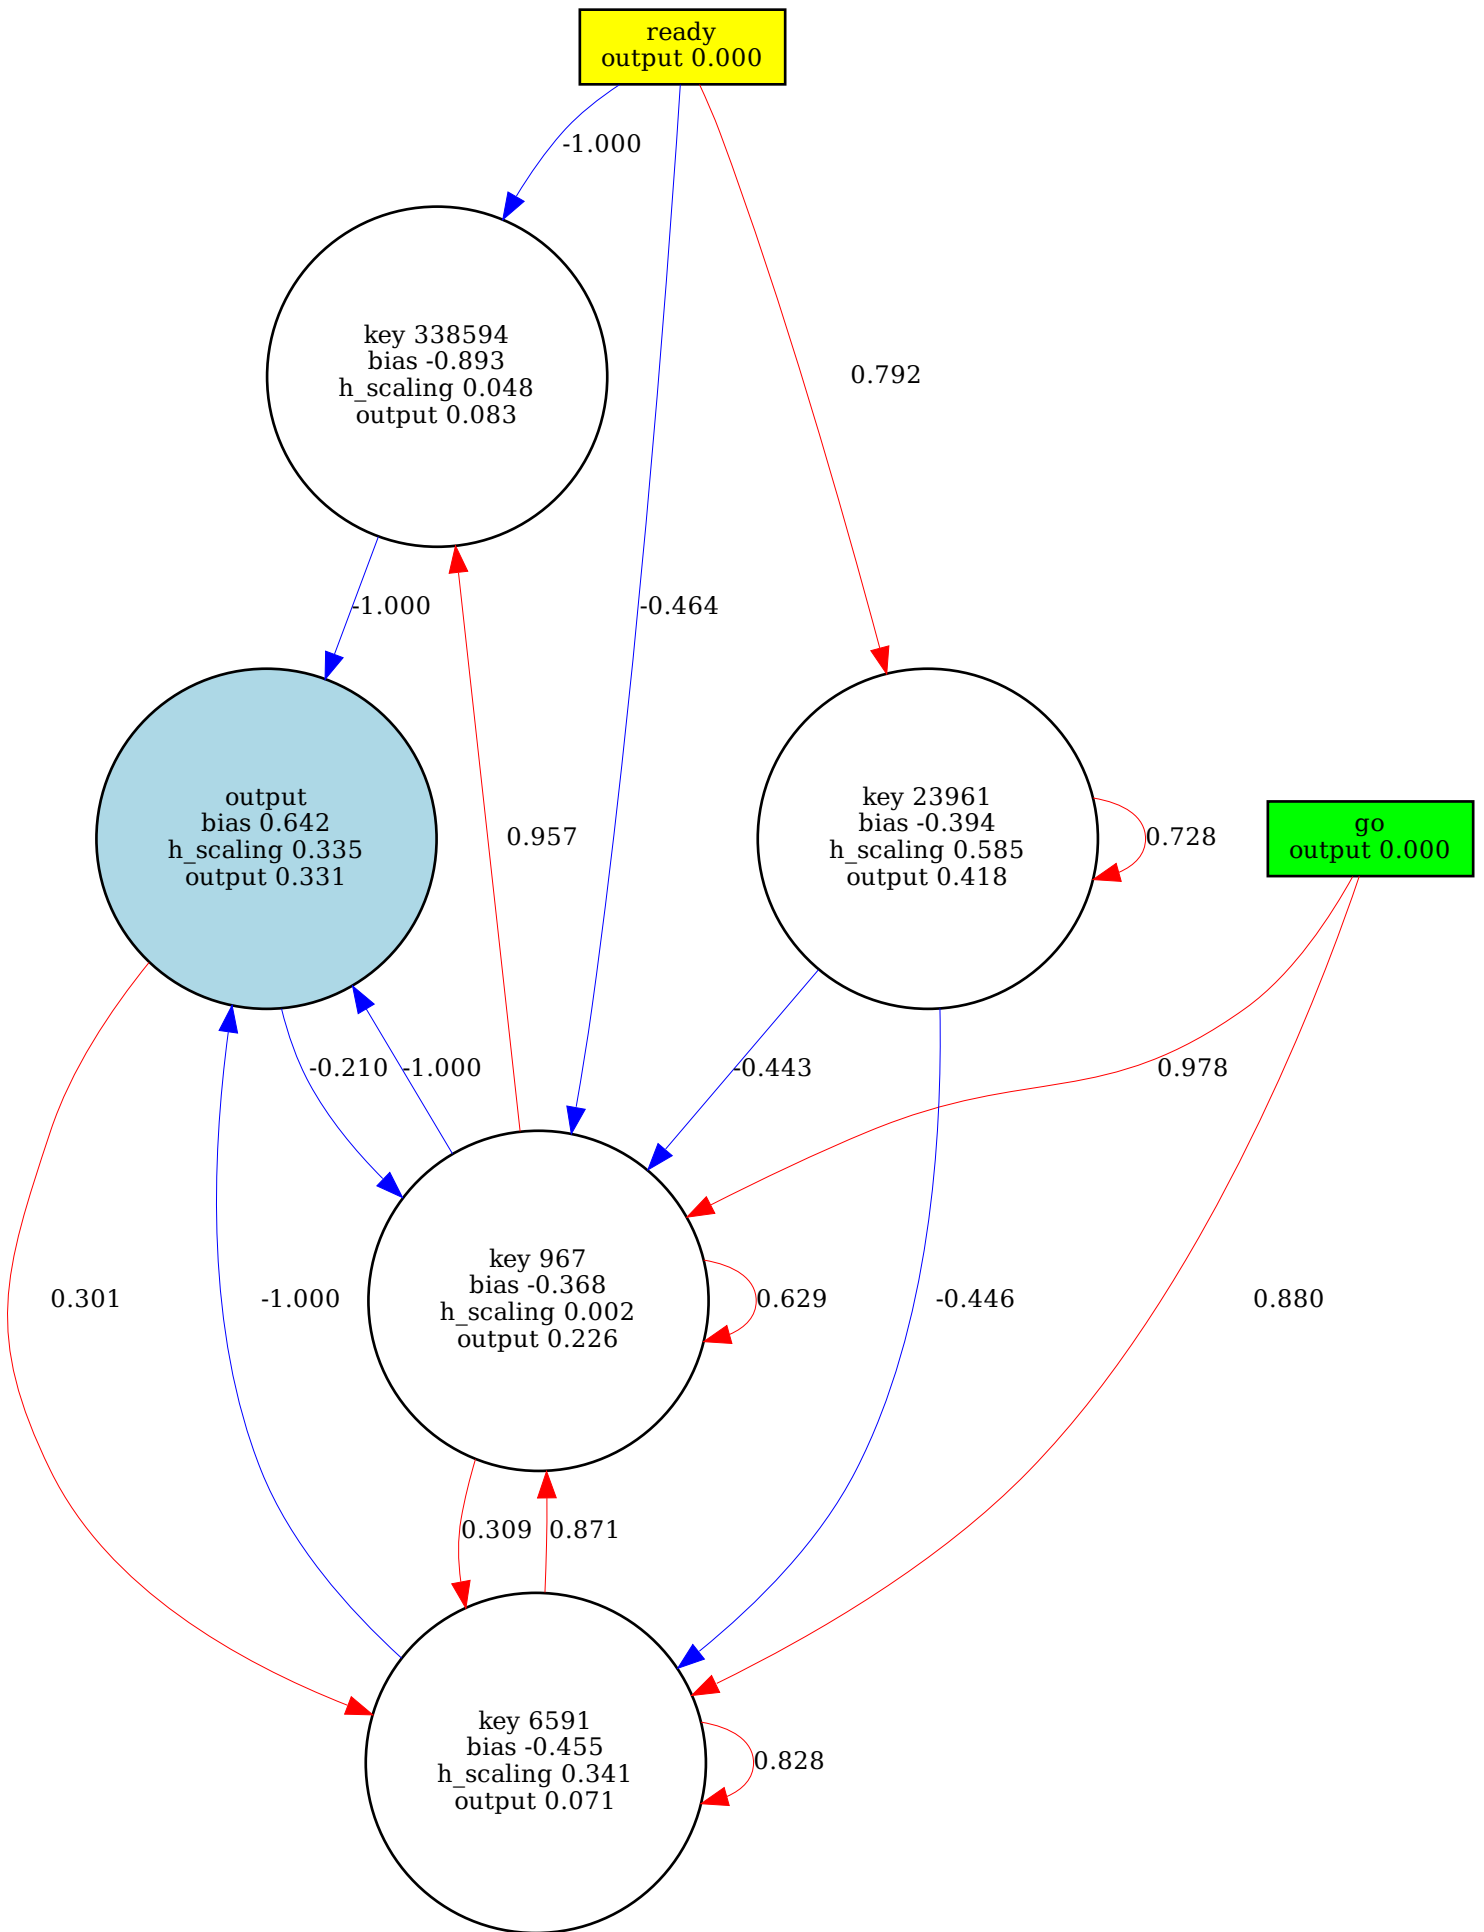 ready
output 0.000
-1.000
key 338594
bias -0.893
h_scaling 0.048
output 0.083
0.792
-1.000
-0.464
output
bias 0.642
h_scaling 0.335
output 0.331
0.957
key 23961
bias -0.394
h_scaling 0.585
output 0.418
0.728
go
output 0.000
-0.210
-1.000
-0.443
0.978
0.301
-1.000
key 967
bias -0.368
h_scaling 0.002
output 0.226
0.629
-0.446
0.880
0.309
0.871
key 6591
bias -0.455
h_scaling 0.341
output 0.071
0.828